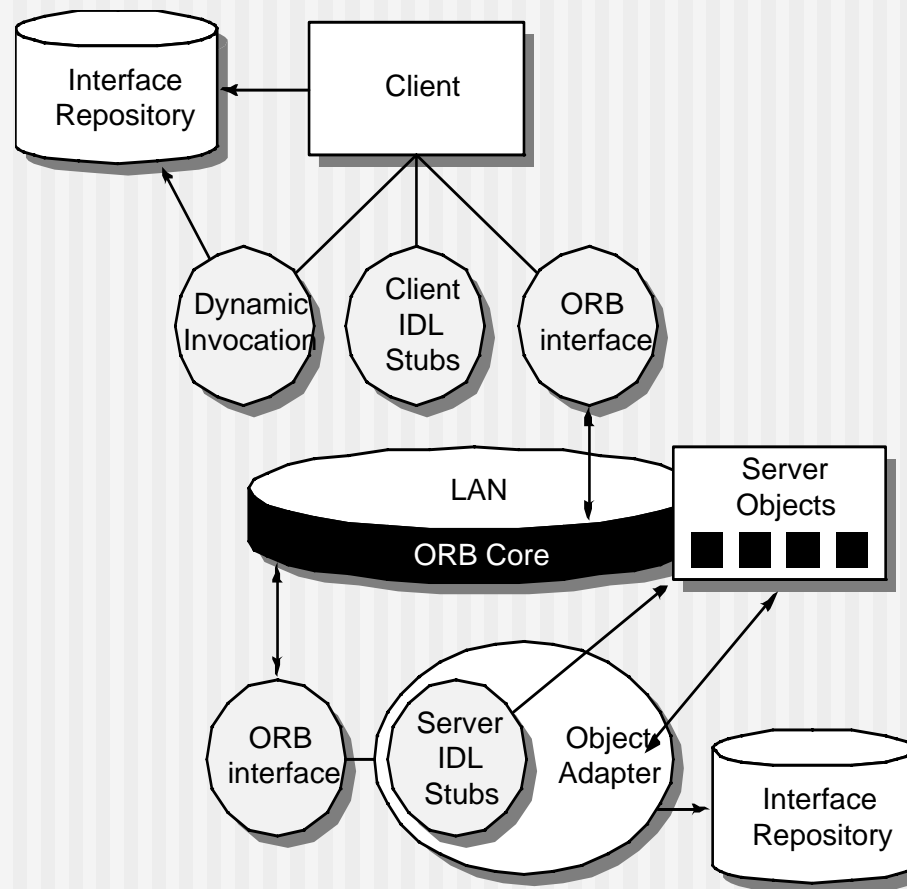 Interface
Repository
Client
Dynamic
Invocation
Client
IDL
Stubs
ORB
interface
LAN
ORB Core
Server
Objects
ORB
interface
Server
IDL
Stubs
Object
Adapter
Interface
Repository